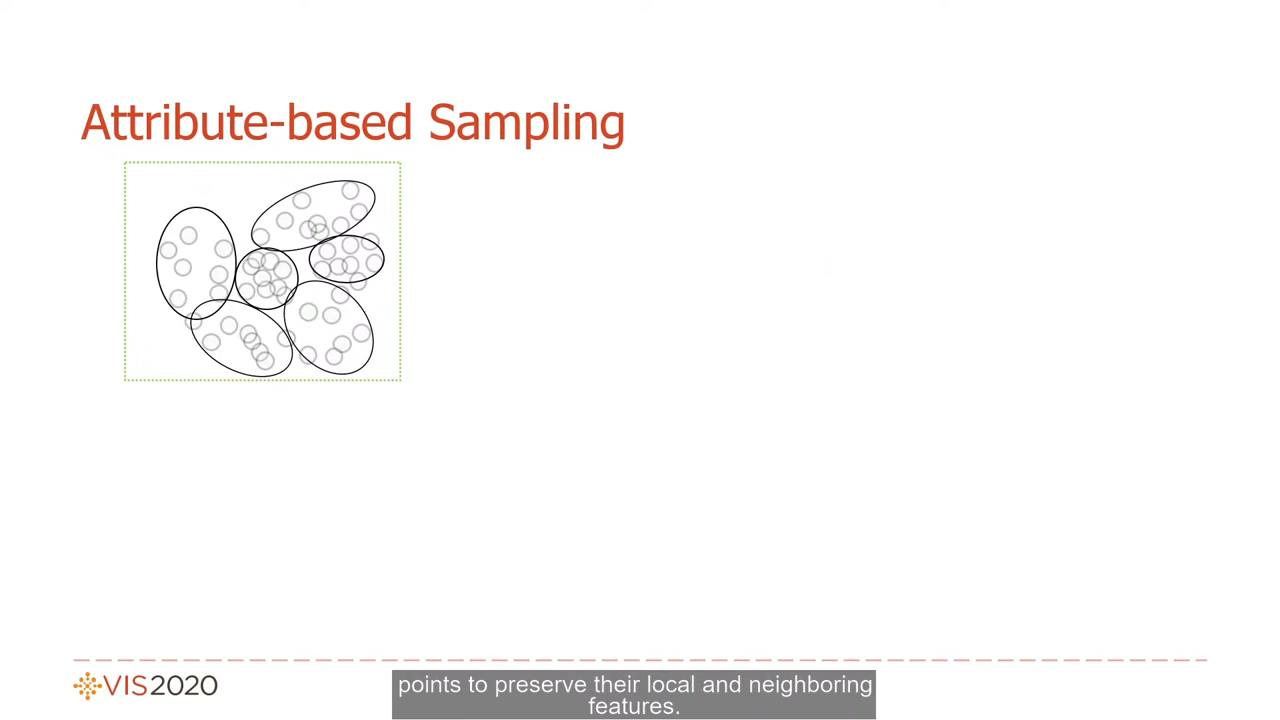 Attribute-based Sampling
VIS2020
points to preserve their local and neighboring
features.